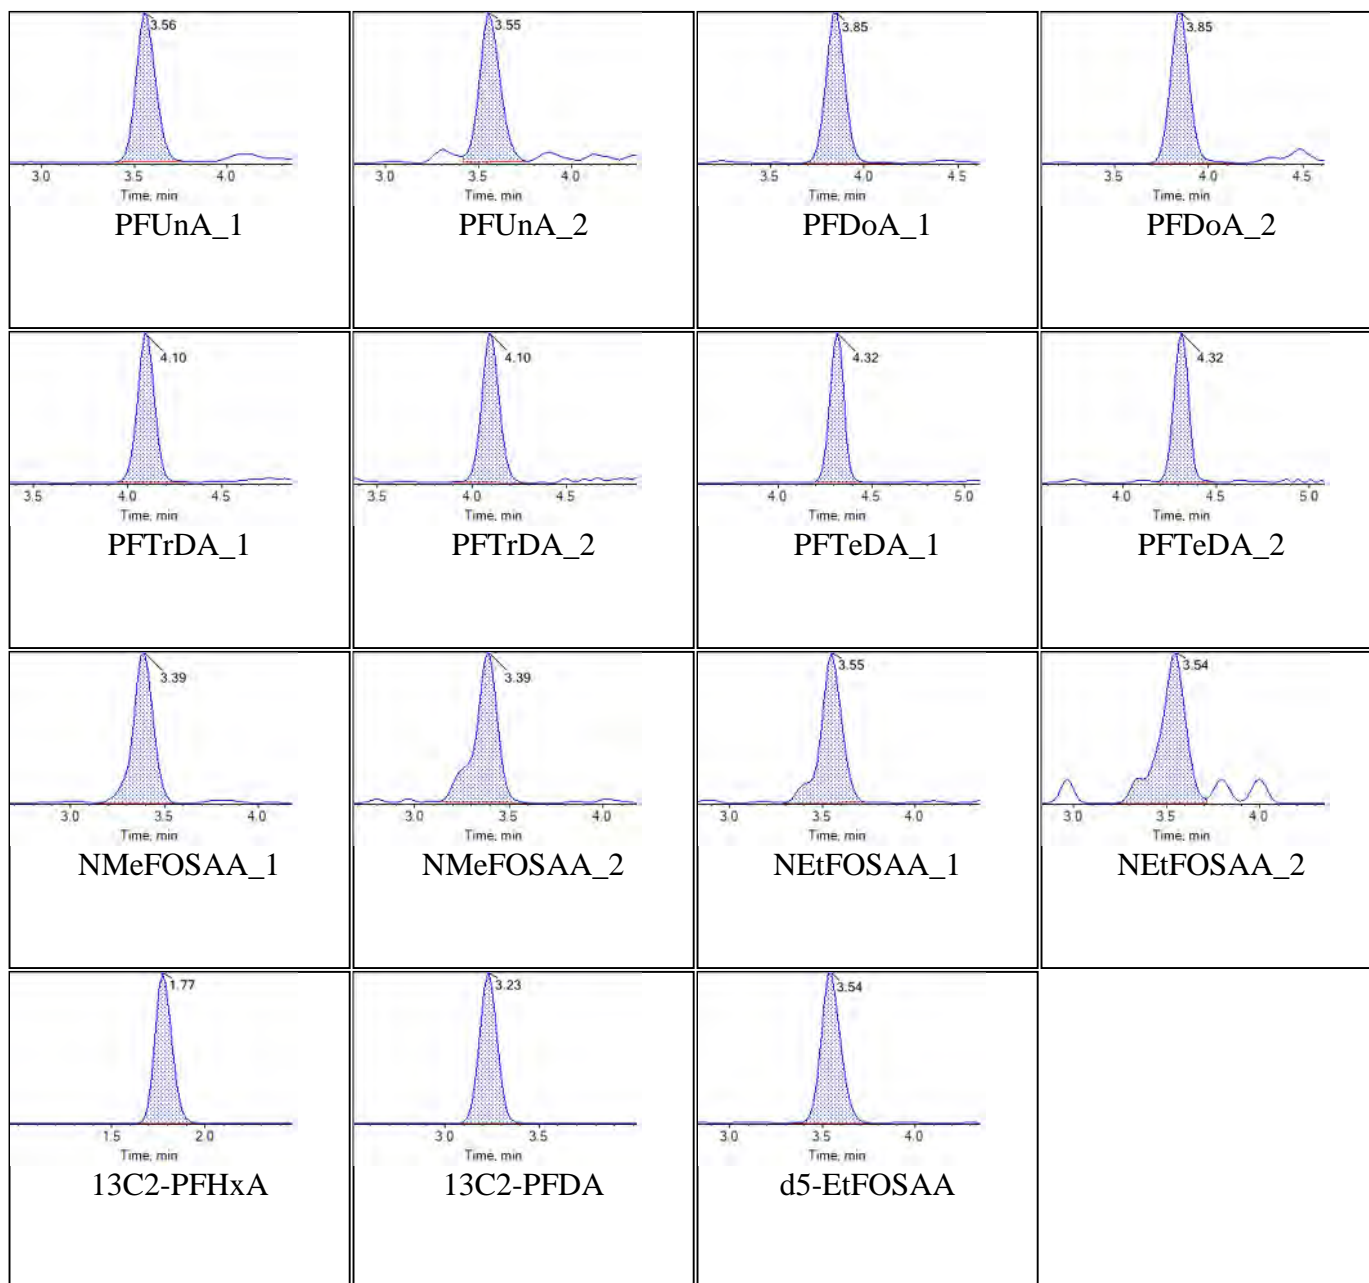 3.56
3.0 3.5 4.0
Time, min
PFUnA_1
3.55
3.0 3.5 4.0
Time, min
PFUnA_2
3.85
3.5 4.0 4.5
Time, min
PFDoA_1
3.85
3.5 4.0 4.5
Time, min
PFDoA_2
4.10
3.5 4.0 4.5
Time, min
PFTrDA_1
4.10
3.5 4.0 4.5
Time, min
PFTrDA_2
4.32
4.0 4.5 5.0
Time, min
PFTeDA_1
4.32
4.0 4.5 5.0
Time, min
PFTeDA_2
3.39
3.0 3.5 4.0
Time, min
NMeFOSAA_1
3.39
3.0 3.5 4.0
Time, min
NMeFOSAA_2
3.55
3.0 3.5 4.0
Time, min
NEtFOSAA_1
3.54
3.0 3.5 4.0
Time, min
NEtFOSAA_2
1.77
1.5 2.0
Time, min
13C2-PFHxA
3.23
3.0 3.5
Time, min
13C2-PFDA
3.54
3.0 3.5 4.0
Time, min
d5-EtFOSAA